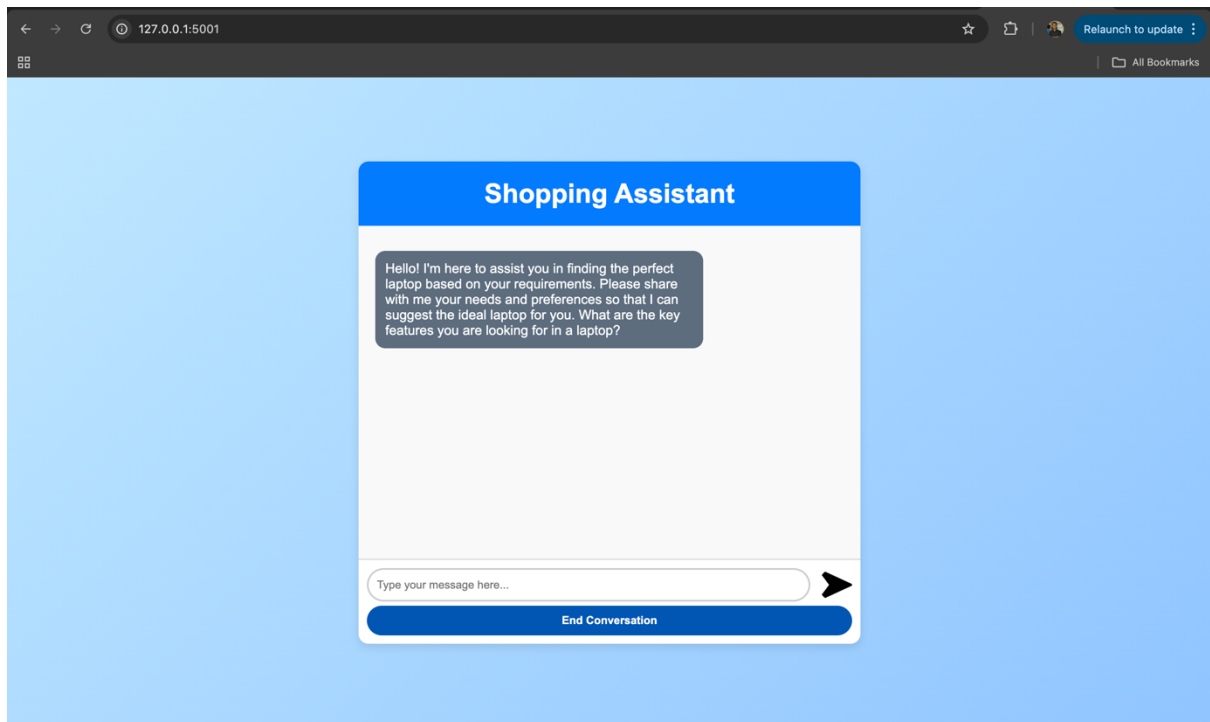 127.0.0.1:5001
Relaunch to update
All Bookmarks
Shopping Assistant
Hello! I'm here to assist you in finding the perfect
laptop based on your requirements. Please share
with me your needs and preferences so that I can
suggest the ideal laptop for you. What are the key
features you are looking for in a laptop?
Type your message here...
End Conversation